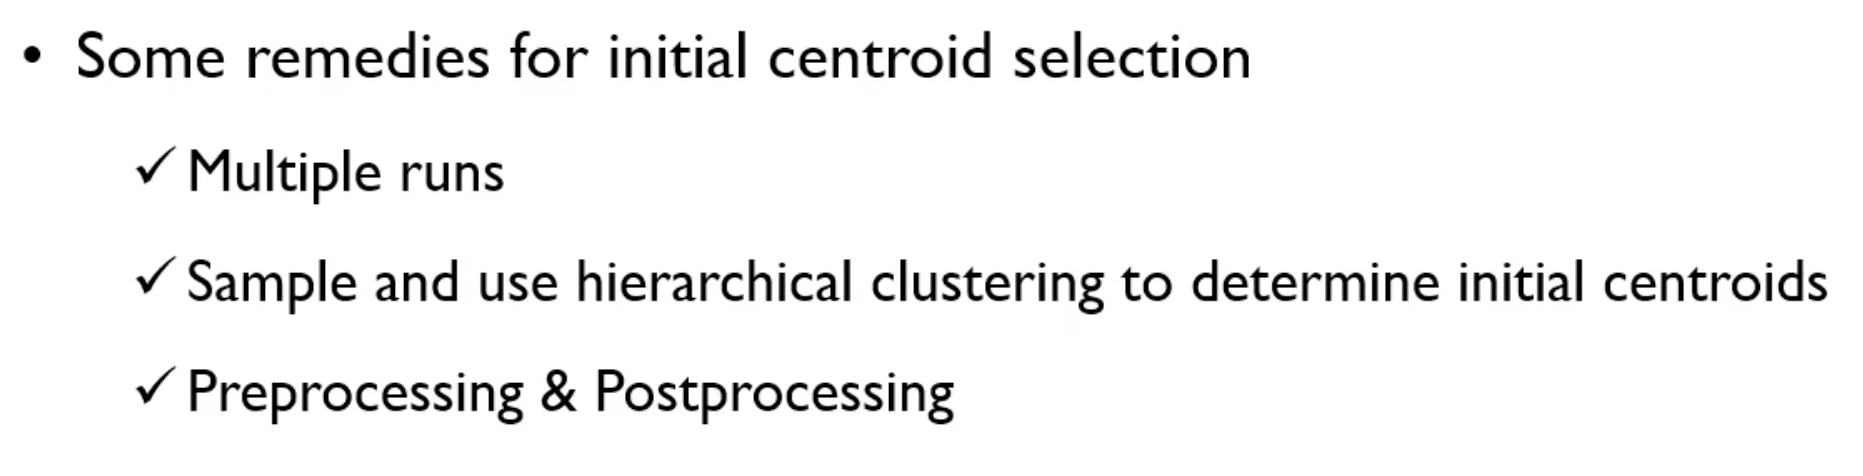 • Some remedies for initial centroid selection
✓ Multiple runs
✓ Sample and use hierarchical clustering to determine initial centroids
✓ Preprocessing & Postprocessing